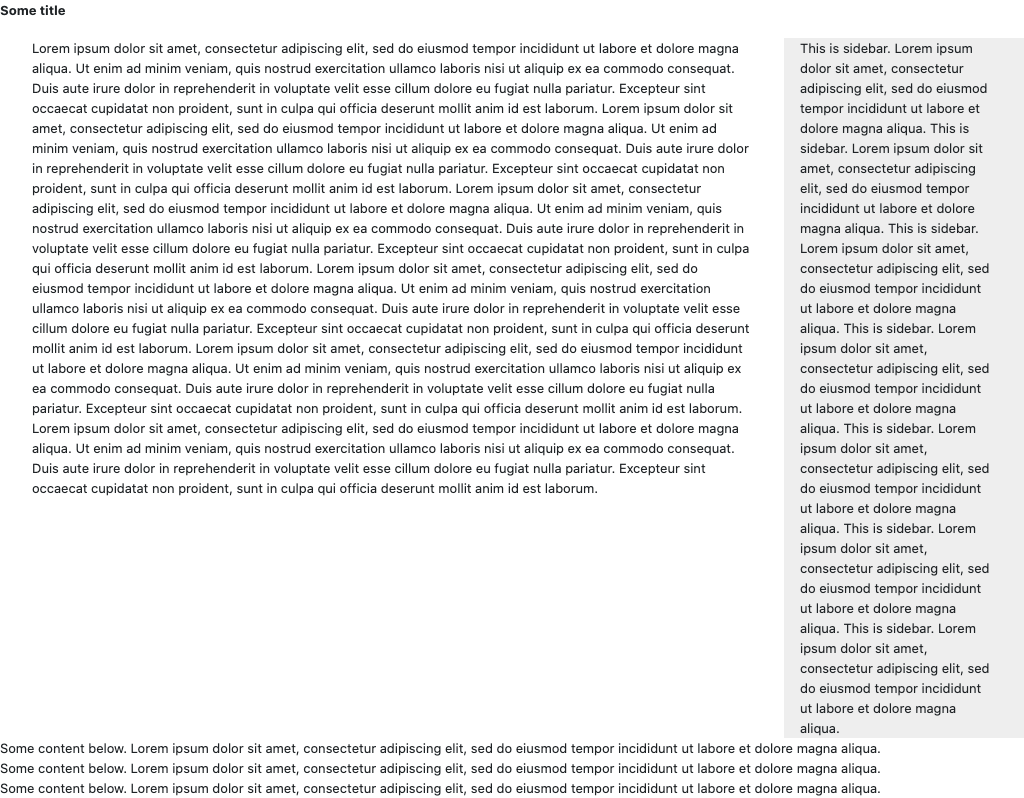 Some title
Lorem ipsum dolor sit amet, consectetur adipiscing elit, sed do eiusmod tempor incididunt ut labore et dolore magna
aliqua. Ut enim ad minim veniam, quis nostrud exercitation ullamco laboris nisi ut aliquip ex ea commodo consequat.
Duis aute irure dolor in reprehenderit in voluptate velit esse cillum dolore eu fugiat nulla pariatur. Excepteur sint
occaecat cupidatat non proident, sunt in culpa qui officia deserunt mollit anim id est laborum. Lorem ipsum dolor sit
amet, consectetur adipiscing elit, sed do eiusmod tempor incididunt ut labore et dolore magna aliqua. Ut enim ad
minim veniam, quis nostrud exercitation ullamco laboris nisi ut aliquip ex ea commodo consequat. Duis aute irure dolor
in reprehenderit in voluptate velit esse cillum dolore eu fugiat nulla pariatur. Excepteur sint occaecat cupidatat non
proident, sunt in culpa qui officia deserunt mollit anim id est laborum. Lorem ipsum dolor sit amet, consectetur
adipiscing elit, sed do eiusmod tempor incididunt ut labore et dolore magna aliqua. Ut enim ad minim veniam, quis
nostrud exercitation ullamco laboris nisi ut aliquip ex ea commodo consequat. Duis aute irure dolor in reprehenderit in
voluptate velit esse cillum dolore eu fugiat nulla pariatur. Excepteur sint occaecat cupidatat non proident, sunt in culpa
qui officia deserunt mollit anim id est laborum. Lorem ipsum dolor sit amet, consectetur adipiscing elit, sed do
eiusmod tempor incididunt ut labore et dolore magna aliqua. Ut enim ad minim veniam, quis nostrud exercitation
ullamco laboris nisi ut aliquip ex ea commodo consequat. Duis aute irure dolor in reprehenderit in voluptate velit esse
cillum dolore eu fugiat nulla pariatur. Excepteur sint occaecat cupidatat non proident, sunt in culpa qui officia deserunt
mollit anim id est laborum. Lorem ipsum dolor sit amet, consectetur adipiscing elit, sed do eiusmod tempor incididunt
ut labore et dolore magna aliqua. Ut enim ad minim veniam, quis nostrud exercitation ullamco laboris nisi ut aliquip ex
ea commodo consequat. Duis aute irure dolor in reprehenderit in voluptate velit esse cillum dolore eu fugiat nulla
pariatur. Excepteur sint occaecat cupidatat non proident, sunt in culpa qui officia deserunt mollit anim id est laborum.
Lorem ipsum dolor sit amet, consectetur adipiscing elit, sed do eiusmod tempor incididunt ut labore et dolore magna
aliqua. Ut enim ad minim veniam, quis nostrud exercitation ullamco laboris nisi ut aliquip ex ea commodo consequat.
Duis aute irure dolor in reprehenderit in voluptate velit esse cillum dolore eu fugiat nulla pariatur. Excepteur sint
occaecat cupidatat non proident, sunt in culpa qui officia deserunt mollit anim id est laborum.
This is sidebar. Lorem ipsum
dolor sit amet, consectetur
adipiscing elit, sed do eiusmod
tempor incididunt ut labore et
dolore magna aliqua. This is
sidebar. Lorem ipsum dolor sit
amet, consectetur adipiscing
elit, sed do eiusmod tempor
incididunt ut labore et dolore
magna aliqua. This is sidebar.
Lorem ipsum dolor sit amet,
consectetur adipiscing elit, sed
do eiusmod tempor incididunt
ut labore et dolore magna
aliqua. This is sidebar. Lorem
ipsum dolor sit amet,
consectetur adipiscing elit, sed
do eiusmod tempor incididunt
ut labore et dolore magna
aliqua. This is sidebar. Lorem
ipsum dolor sit amet,
consectetur adipiscing elit, sed
do eiusmod tempor incididunt
ut labore et dolore magna
aliqua. This is sidebar. Lorem
ipsum dolor sit amet,
consectetur adipiscing elit, sed
do eiusmod tempor incididunt
ut labore et dolore magna
aliqua. This is sidebar. Lorem
ipsum dolor sit amet,
consectetur adipiscing elit, sed
do eiusmod tempor incididunt
ut labore et dolore magna
aliqua.
Some content below. Lorem ipsum dolor sit amet, consectetur adipiscing elit, sed do eiusmod tempor incididunt ut labore et dolore magna aliqua.
Some content below. Lorem ipsum dolor sit amet, consectetur adipiscing elit, sed do eiusmod tempor incididunt ut labore et dolore magna aliqua.
Some content below. Lorem ipsum dolor sit amet, consectetur adipiscing elit, sed do eiusmod tempor incididunt ut labore et dolore magna aliqua.